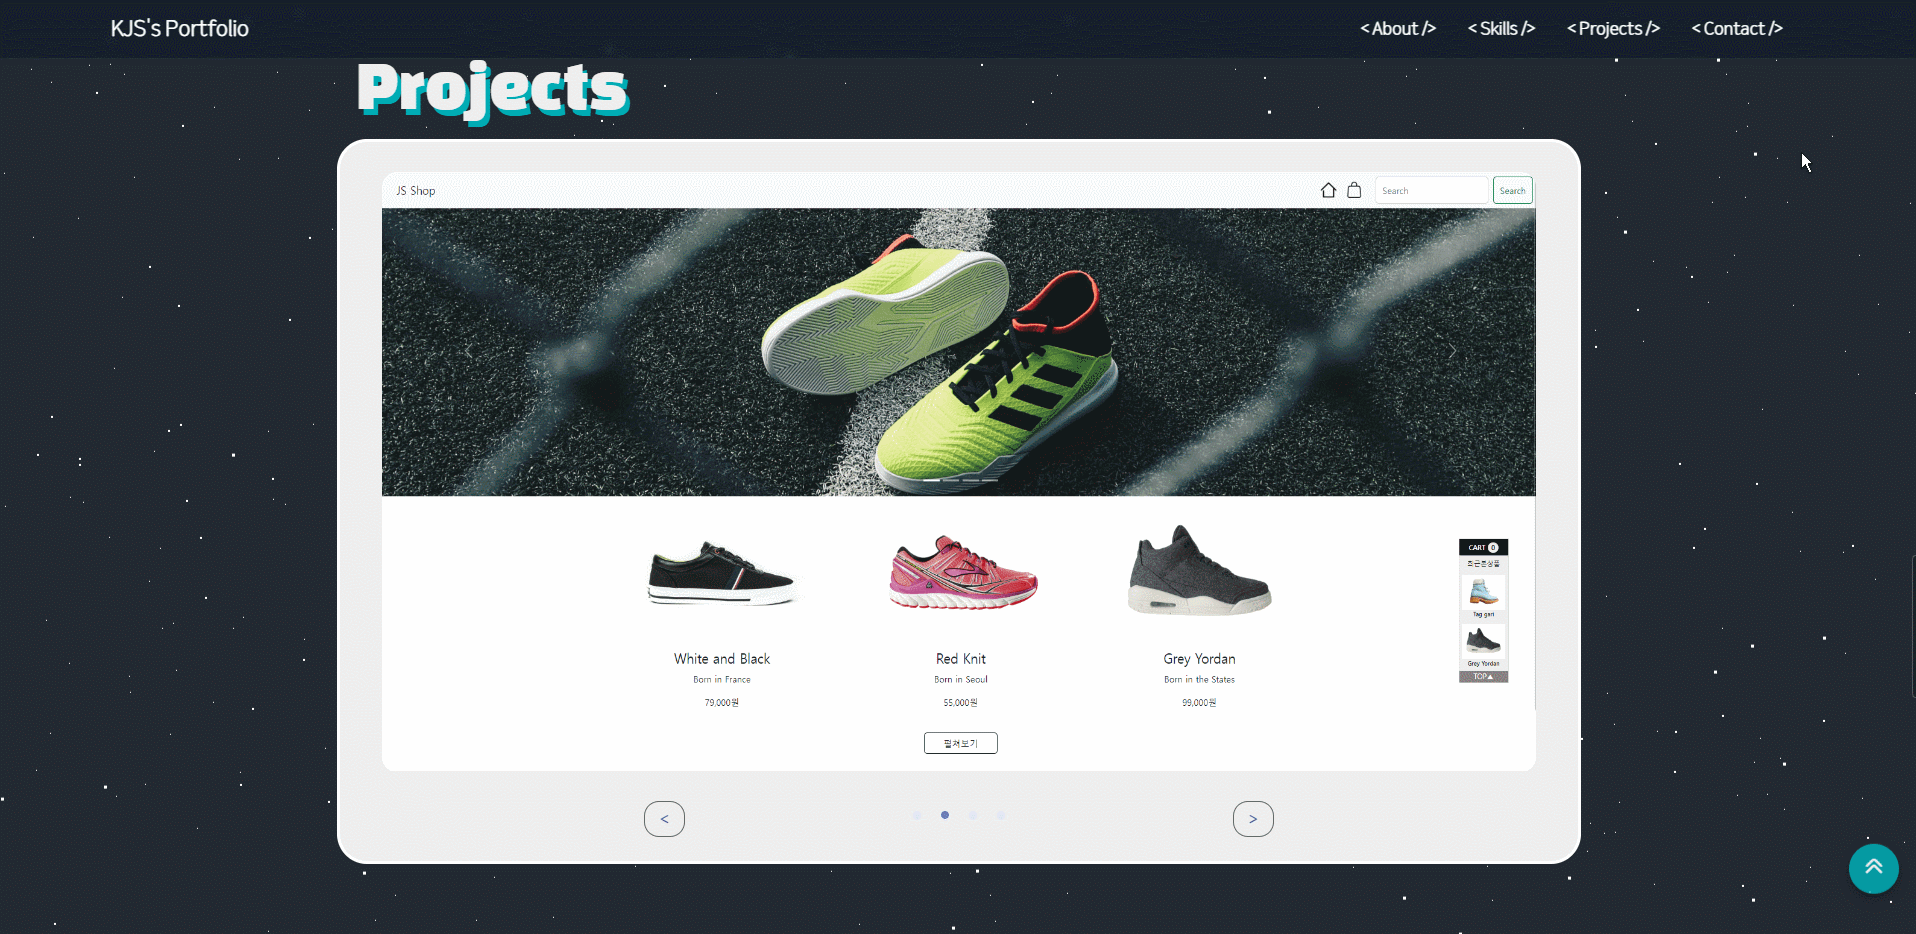 KJS's Portfolio
< About />
< Skills />
< Projects />
< Contact />
Projects
JS Shop
Search
Search
CART 0
최근본상품
Tag gari
Grey Yordan
TOP▲
White and Black
Red Knit
Grey Yordan
Born in France
Born in Seoul
Born in the States
79,000원
55,000원
99,000원
펼쳐보기
<
>